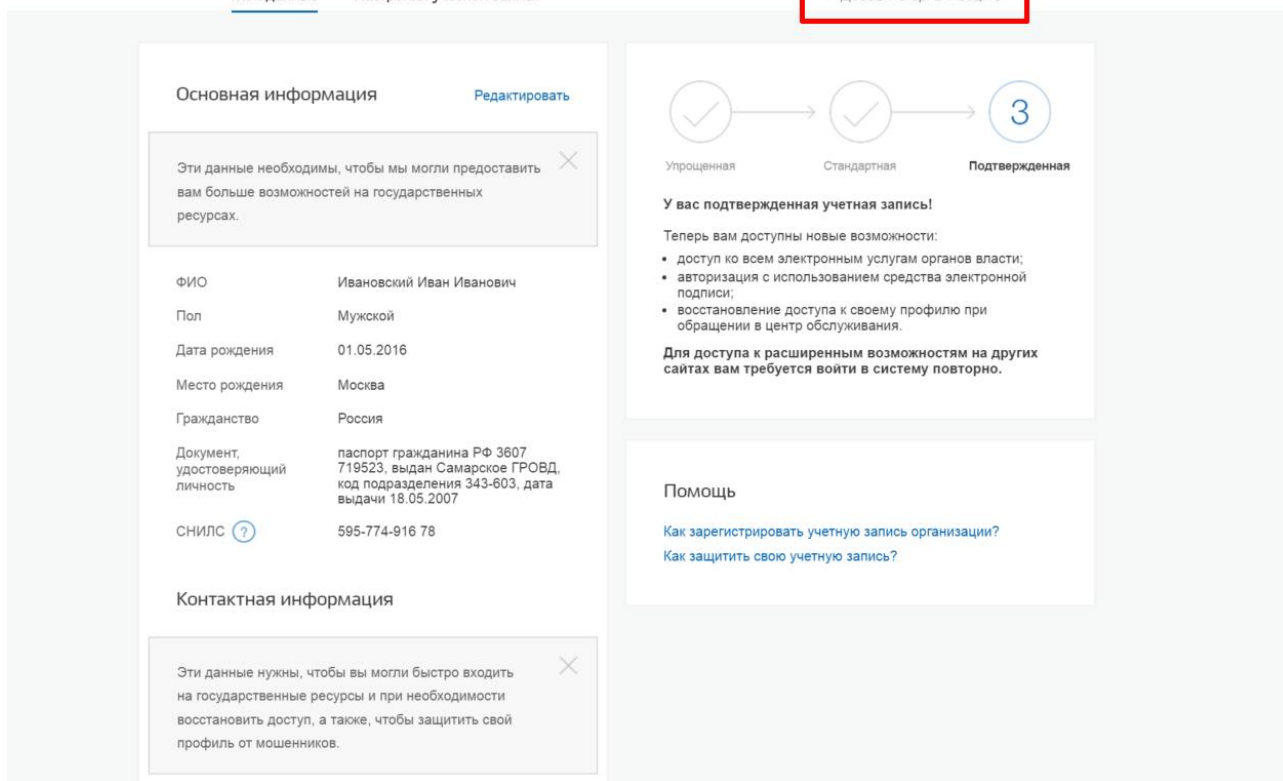 Основная информация
Редактировать
Эти данные необходимы, чтобы мы могли предоставить
вам больше возможностей на государственных
ресурсах.
ФИО Ивановский Иван Иванович
Пол Мужской
Дата рождения 01.05.2016
Место рождения Москва
Гражданство Россия
Документ,
удостоверяющий
личность
паспорт гражданина РФ 3607
719523, выдан Самарское ГРОВД,
код подразделения 343-603, дата
выдачи 18.05.2007
СНИЛС ? 595-774-916 78
Контактная информация
Эти данные нужны, чтобы вы могли быстро входить
на государственные ресурсы и при необходимости
восстановить доступ, а также, чтобы защитить свой
профиль от мошенников.
3
Упрощенная Стандартная Подтвержденная
У вас подтвержденная учетная запись!
Теперь вам доступны новые возможности:
• доступ ко всем электронным услугам органов власти;
• авторизация с использованием средства электронной
подписи;
• восстановление доступа к своему профилю при
обращении в центр обслуживания.
Для доступа к расширенным возможностям на других
сайтах вам требуется войти в систему повторно.
Помощь
Как зарегистрировать учетную запись организации?
Как защитить свою учетную запись?